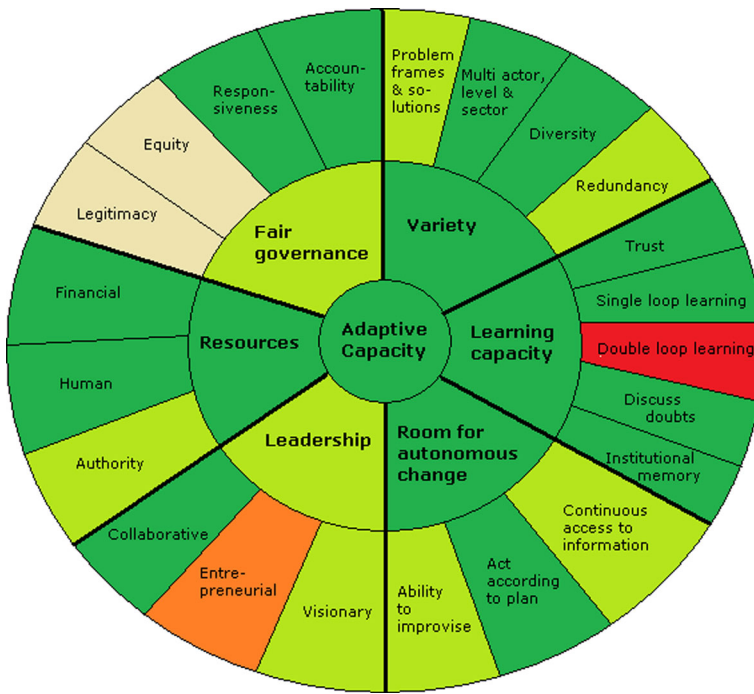 Problem
frames
& so-
lutions
Multi actor,
level &
sector
Diversity
Redundancy
Trust
Single loop learning
Double loop learning
Discuss
doubts
Institutional
memory
Continuous
access to
information
Act
according
to plan
Ability
to
improvise
Visionary
Entre-
preneurial
Collaborative
Authority
Human
Financial
Legitimacy
Equity
Respon-
siveness
Accoun-
tability
Fair
governance
Variety
Learning
capacity
Room for
autonomous
change
Leadership
Resources
Adaptive
Capacity